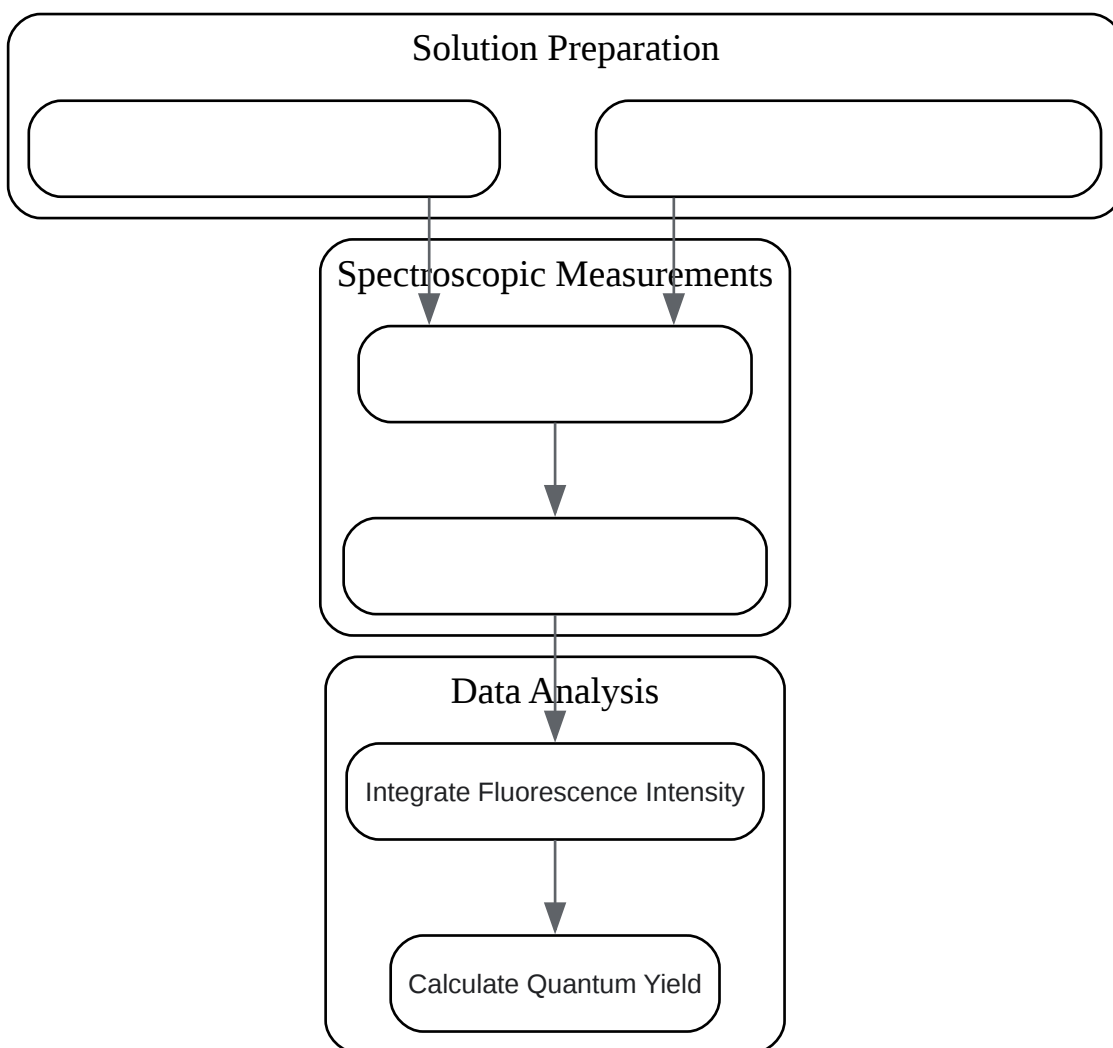 Solution Preparation
Spectroscopic Measurements
Data Analysis
Integrate Fluorescence Intensity
Calculate Quantum Yield